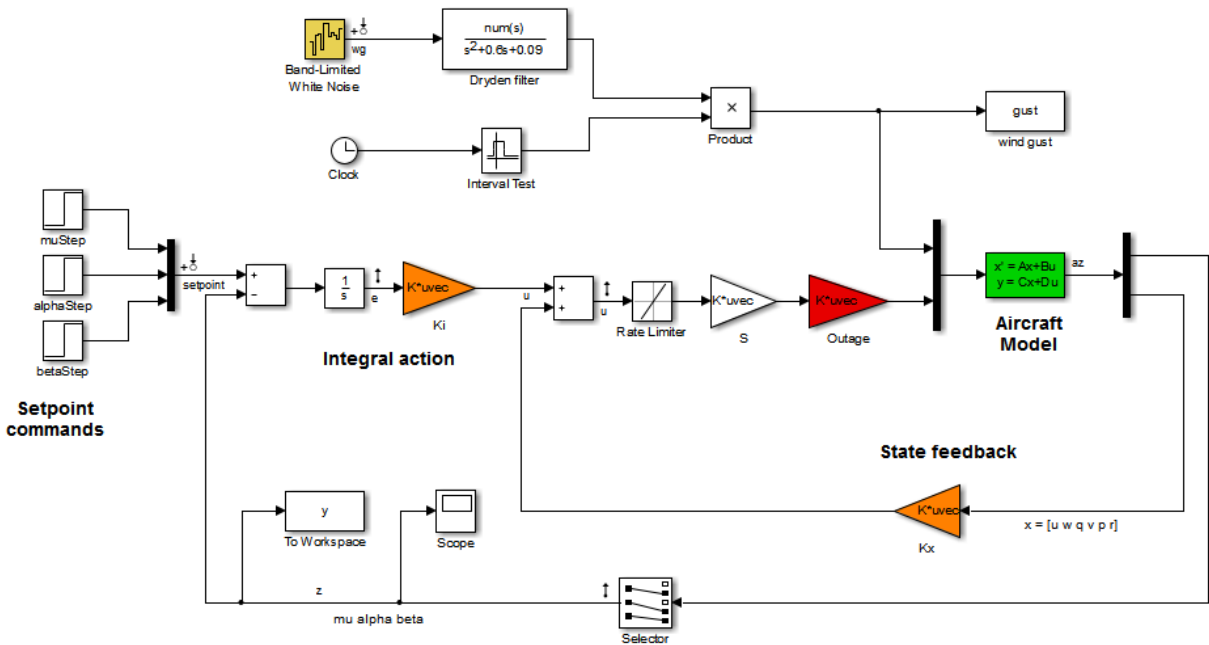 num(s)
s²+0.6s+0.09
wg
Band-Limited
White Noise
Dryden filter
×
Product
gust
wind gust
Clock
Interval Test
muStep
alphaStep
betaStep
Setpoint
commands
+
setpoint
+
−
1
s
e
K*uvec
Ki
Integral action
u
+
+
u
Rate Limiter
K*uvec
S
K*uvec
Outage
x' = Ax+Bu
y = Cx+Du
az
Aircraft
Model
State feedback
K*uvec
Kx
x = [u w q v p r]
y
To Workspace
Scope
z
mu alpha beta
Selector